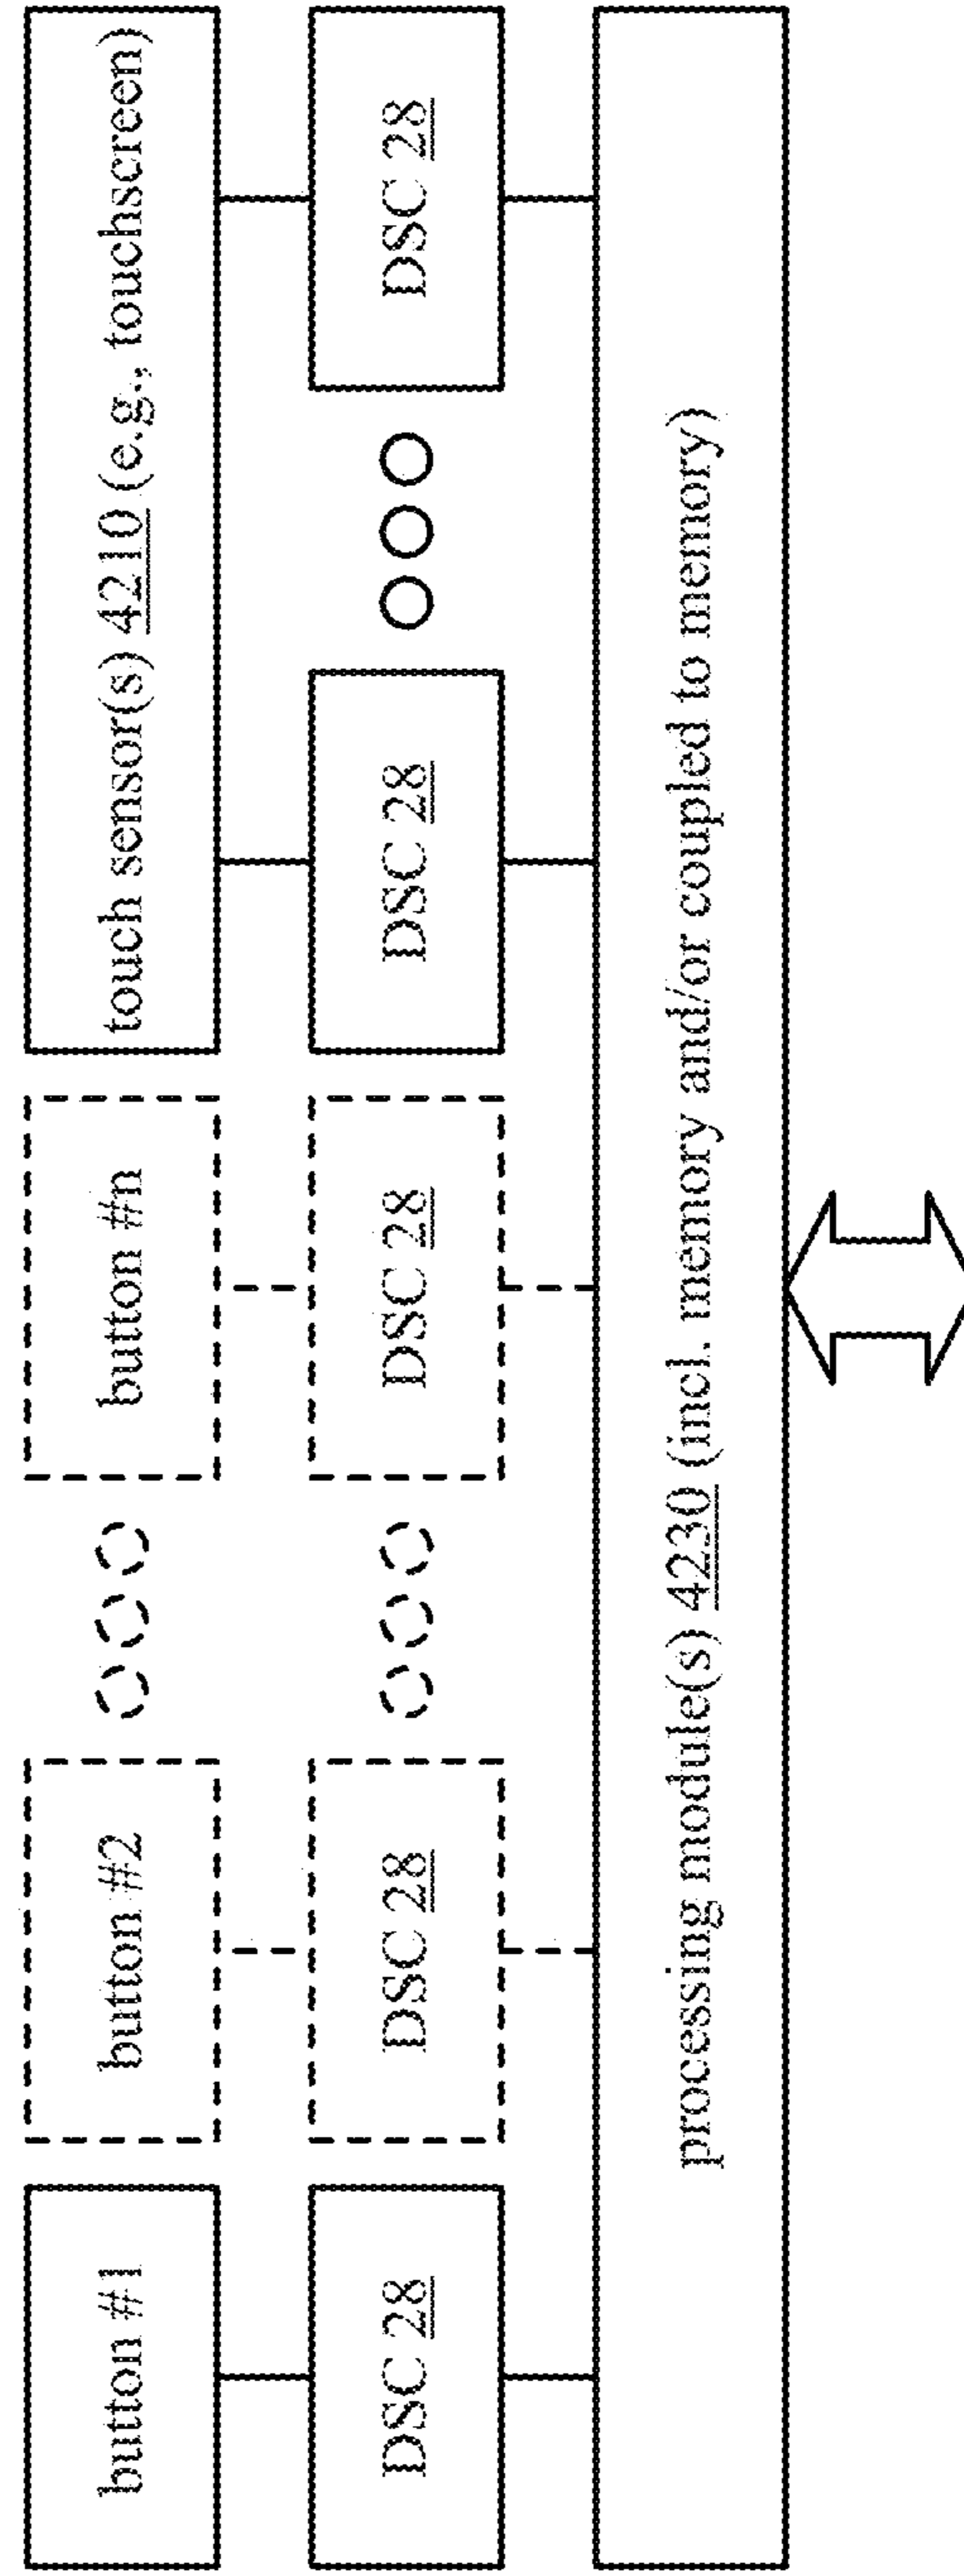 button #1
button #2
button #n
touch sensor(s) 4210 (e.g., touchscreen)
DSC 28
DSC 28
DSC 28
DSC 28
DSC 28
processing module(s) 4230 (incl. memory and/or coupled to memory)